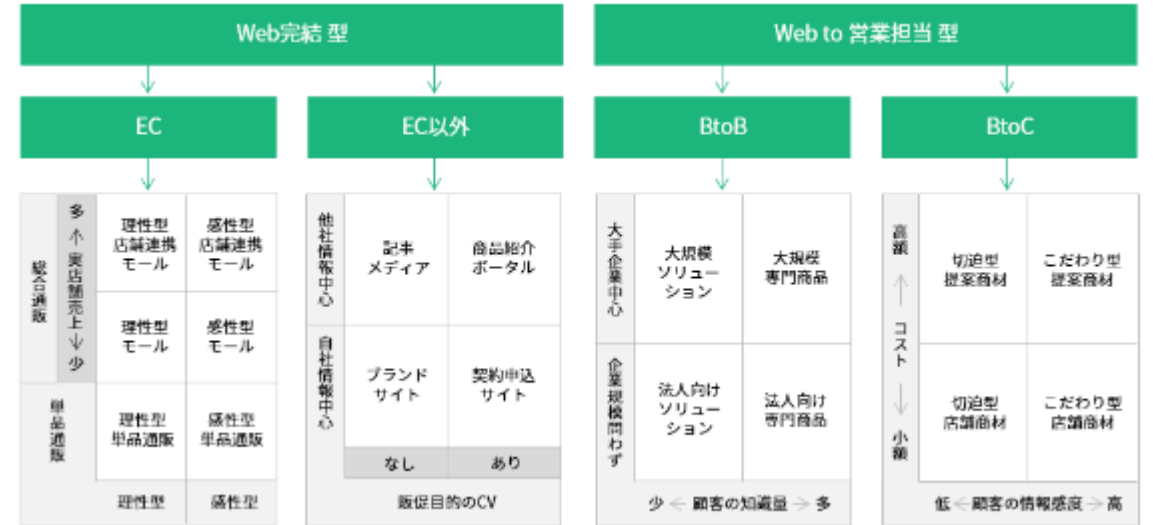 Web完結 型
Web to 営業担当 型
EC
EC以外
BtoB
BtoC
総合通販
多 ↑ 実店舗売上 ↓ 少
理性型
店舗連携
モール
感性型
店舗連携
モール
理性型
モール
感性型
モール
単品通販
理性型
単品通販
感性型
単品通販
理性型
感性型
他社情報中心
記事
メディア
商品紹介
ポータル
自社情報中心
ブランド
サイト
契約申込
サイト
なし
あり
販促目的のCV
大手企業中心
大規模
ソリュー
ション
大規模
専門商品
企業規模問わず
法人向け
ソリュー
ション
法人向け
専門商品
少 ← 顧客の知識量 → 多
高額 ↑ コスト ↓ 小額
切迫型
提案商材
こだわり型
提案商材
切迫型
店舗商材
こだわり型
店舗商材
低 ← 顧客の情報感度 → 高